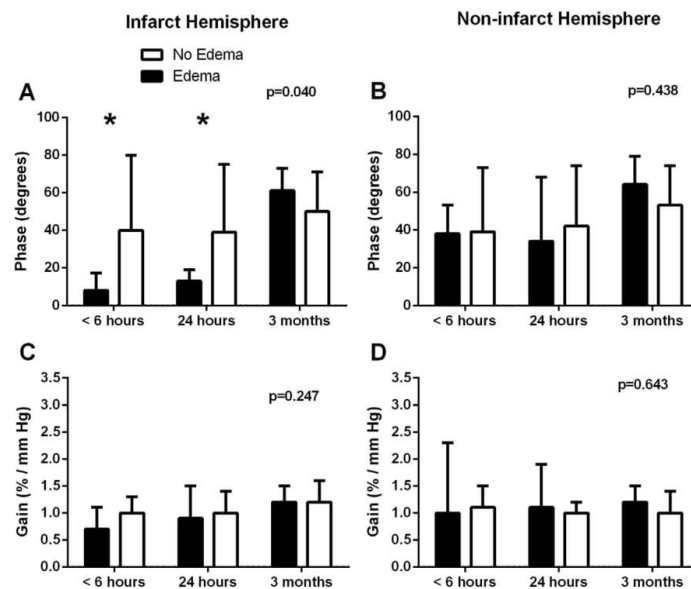 Infarct Hemisphere
Non-infarct Hemisphere
No Edema
Edema
A
p=0.040
* *
Phase (degrees)
100
80
60
40
20
0
< 6 hours 24 hours 3 months
B
p=0.438
Phase (degrees)
100
80
60
40
20
0
< 6 hours 24 hours 3 months
C
p=0.247
Gain (% / mm Hg)
3.5
3.0
2.5
2.0
1.5
1.0
0.5
0.0
< 6 hours 24 hours 3 months
D
p=0.643
Gain (% / mm Hg)
3.5
3.0
2.5
2.0
1.5
1.0
0.5
0.0
< 6 hours 24 hours 3 months